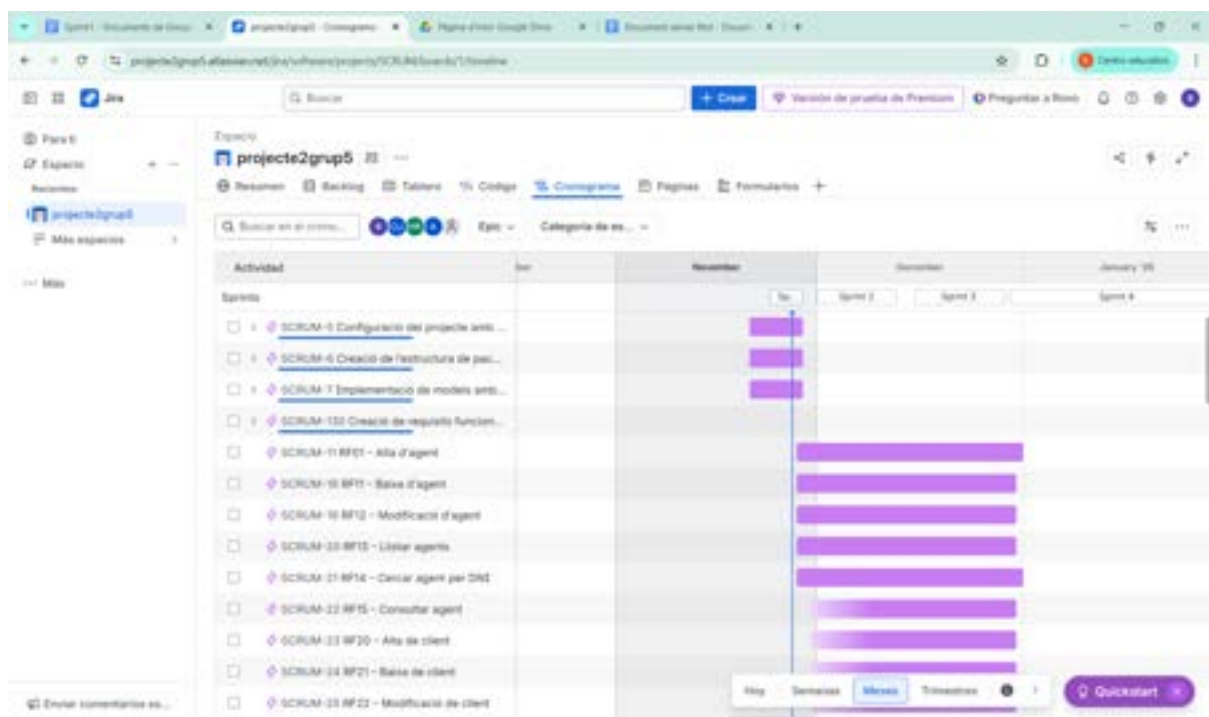 Jira
Buscar
+ Crear
Versión de prueba de Premium
Preguntar a Rovo
Centro educativo
Para ti
Espacio
Recientes
projecte2grup5
Más espacios
Más
Espacio
projecte2grup5
Resumen Backlog Tablero Código Cronograma Páginas Formularios
Buscar en el crono...
Epic
Categoría de es...
Actividad November December January '26
Sprints Sprint 2 Sprint 3 Sprint 4
SCRUM-5 Configuració del projecte amb ...
SCRUM-6 Creació de l'estructura de pac...
SCRUM-7 Implementació de models amb...
SCRUM-132 Creació de requisits funcion...
SCRUM-11 RF01 - Alta d'agent
SCRUM-18 RF11 - Baixa d'agent
SCRUM-19 RF12 - Modificació d'agent
SCRUM-20 RF13 - Llistar agents
SCRUM-21 RF14 - Cercar agent per DNI
SCRUM-22 RF15 - Consultar agent
SCRUM-23 RF20 - Alta de client
SCRUM-24 RF21 - Baixa de client
SCRUM-25 RF22 - Modificació de client
Hoy Semanas Meses Trimestres
Quickstart
Enviar comentarios so...